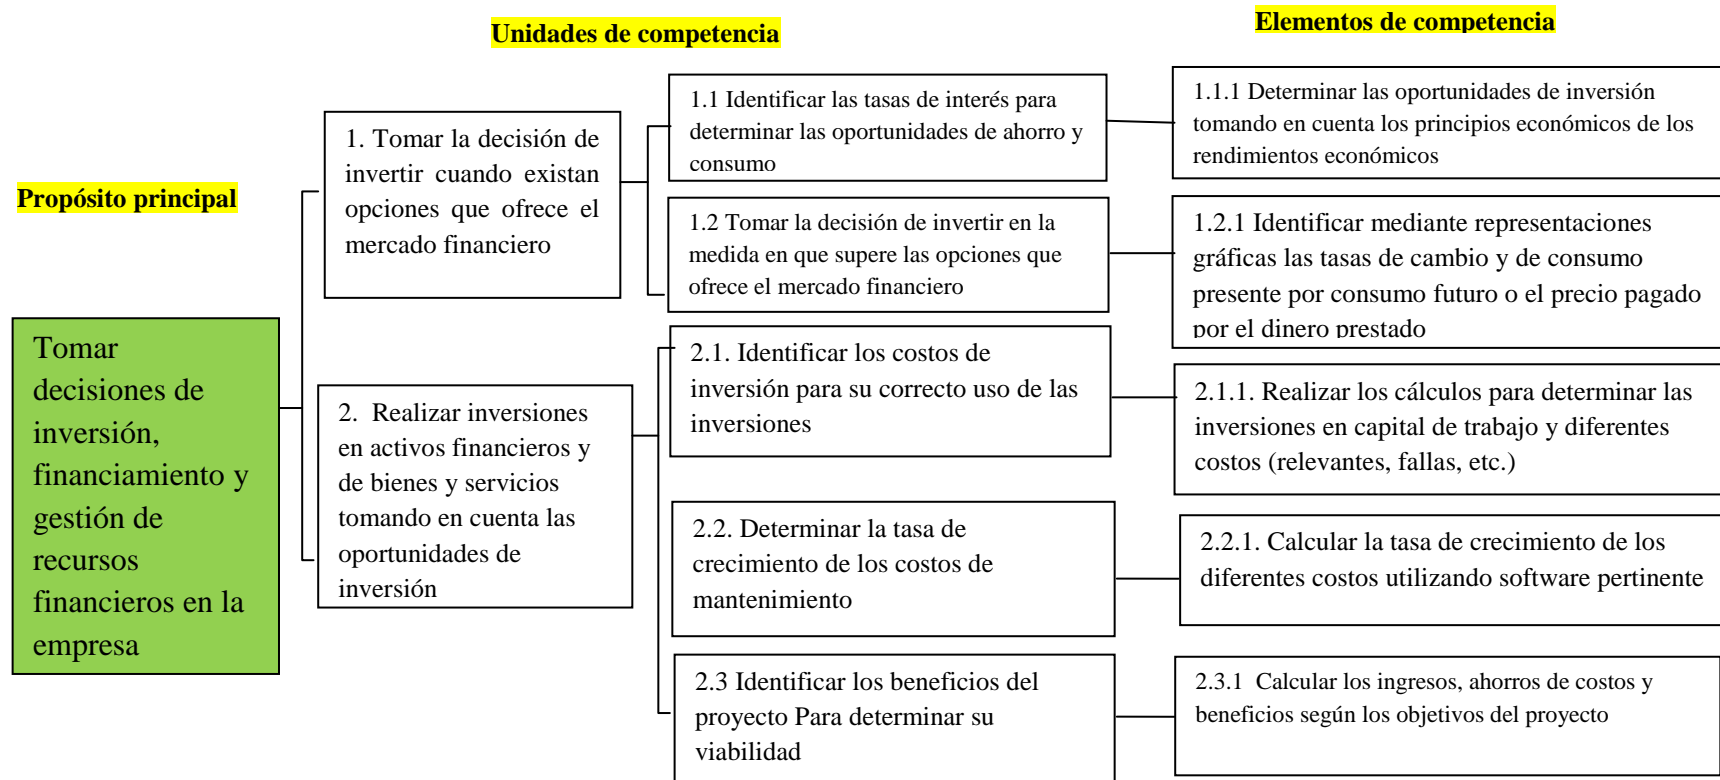 Unidades de competencia
Elementos de competencia
Propósito principal
Tomar
decisiones de
inversión,
financiamiento y
gestión de
recursos
financieros en la
empresa
1. Tomar la decisión de
invertir cuando existan
opciones que ofrece el
mercado financiero
1.1 Identificar las tasas de interés para
determinar las oportunidades de ahorro y
consumo
1.1.1 Determinar las oportunidades de inversión
tomando en cuenta los principios económicos de los
rendimientos económicos
1.2 Tomar la decisión de invertir en la
medida en que supere las opciones que
ofrece el mercado financiero
1.2.1 Identificar mediante representaciones
gráficas las tasas de cambio y de consumo
presente por consumo futuro o el precio pagado
por el dinero prestado
2. Realizar inversiones
en activos financieros y
de bienes y servicios
tomando en cuenta las
oportunidades de
inversión
2.1. Identificar los costos de
inversión para su correcto uso de las
inversiones
2.1.1. Realizar los cálculos para determinar las
inversiones en capital de trabajo y diferentes
costos (relevantes, fallas, etc.)
2.2. Determinar la tasa de
crecimiento de los costos de
mantenimiento
2.2.1. Calcular la tasa de crecimiento de los
diferentes costos utilizando software pertinente
2.3 Identificar los beneficios del
proyecto Para determinar su
viabilidad
2.3.1 Calcular los ingresos, ahorros de costos y
beneficios según los objetivos del proyecto